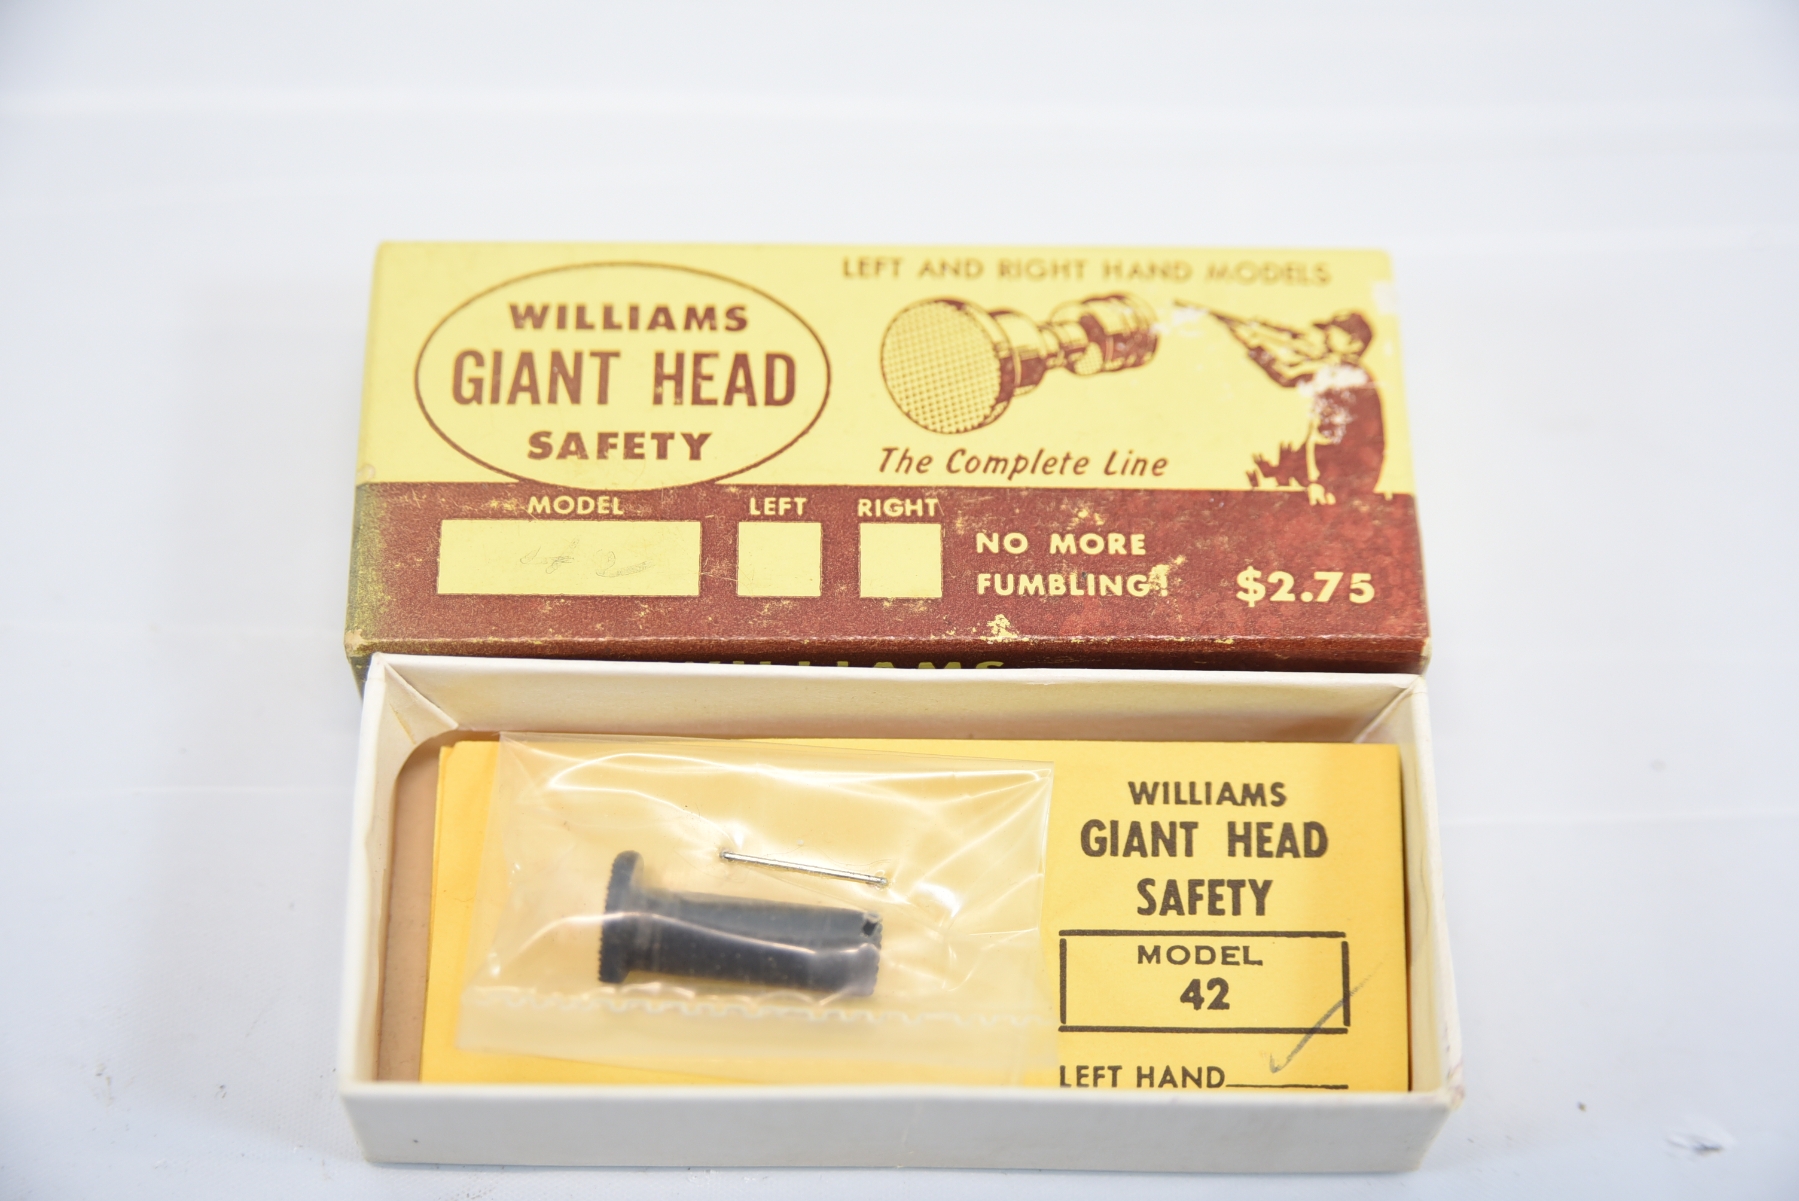 LEFT AND RIGHT HAND MODELS
WILLIAMS
GIANT HEAD
SAFETY
The Complete Line
MODEL
LEFT
RIGHT
42
NO MORE
FUMBLING!
$2.75
WILLIAMS
WILLIAMS
GIANT HEAD
SAFETY
MODEL
42
LEFT HAND